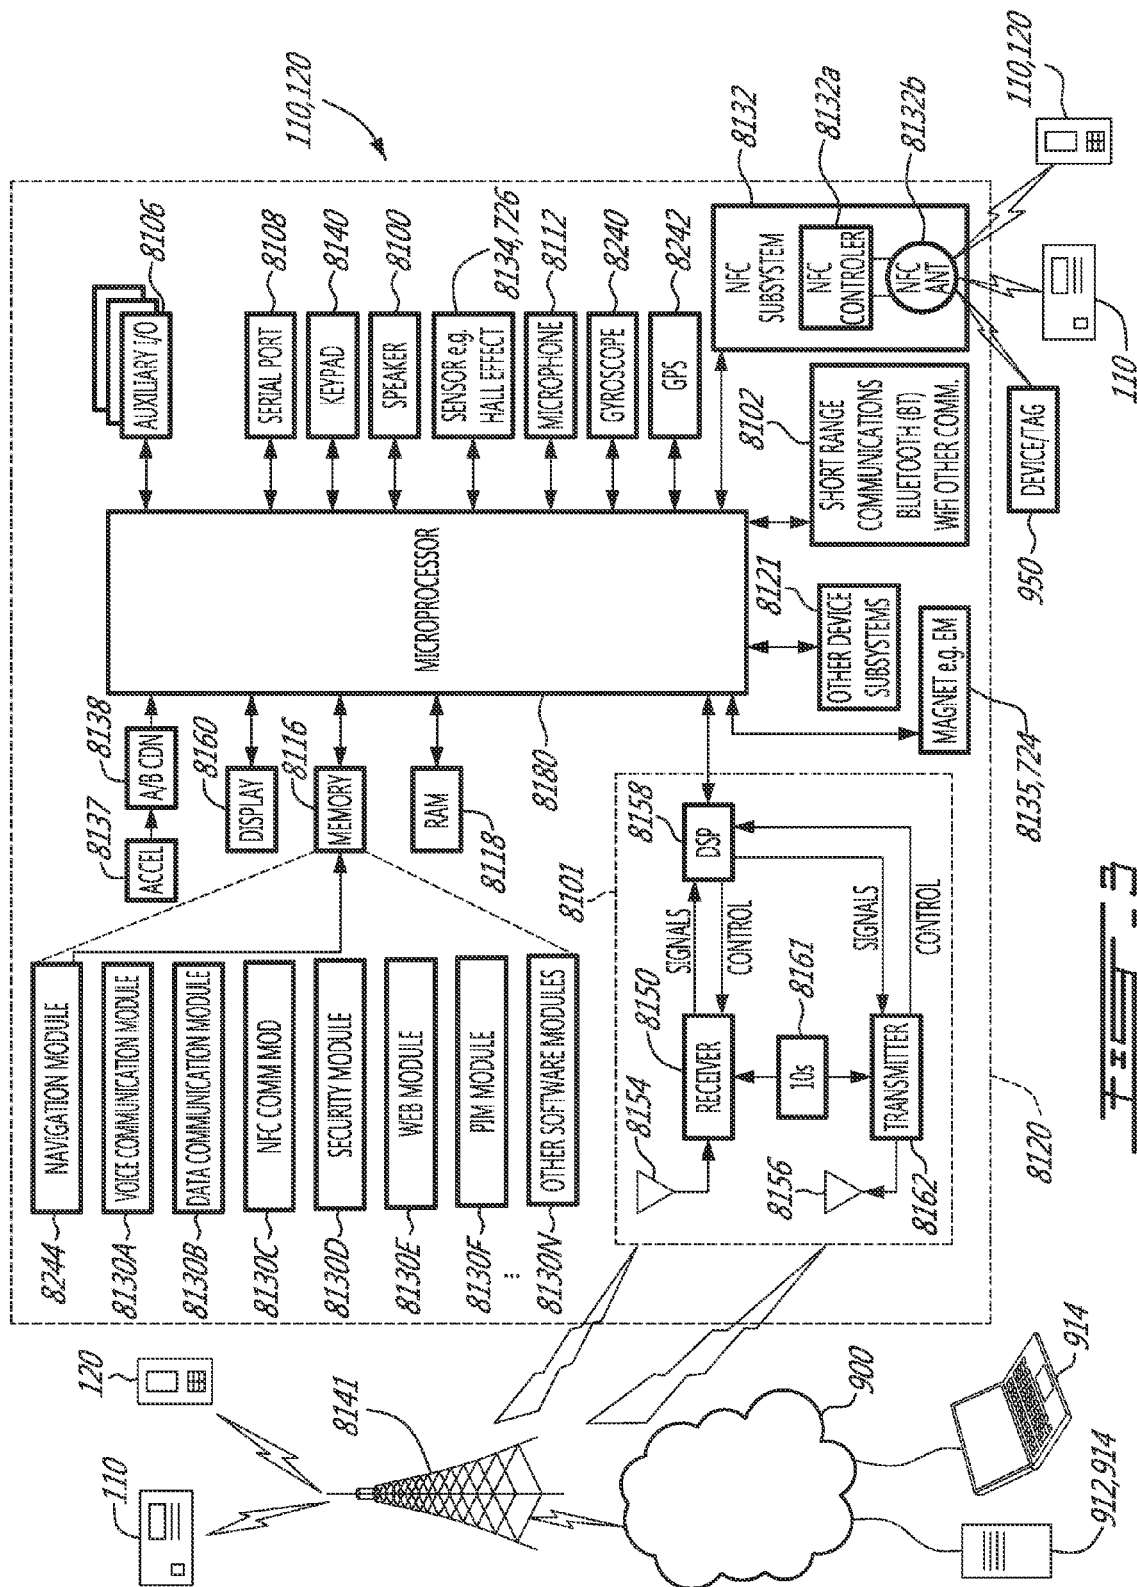 110
120
8141
900
914
912,914
8244
NAVIGATION MODULE
8130A
VOICE COMMUNICATION MODULE
8130B
DATA COMMUNICATION MODULE
8130C
NFC COMM MOD
8130D
SECURITY MODULE
8130E
WEB MODULE
8130F
PIM MODULE
...
8130N
OTHER SOFTWARE MODULES
8137
ACCEL
8138
A/B CDN
8160
DISPLAY
8116
MEMORY
8118
RAM
8180
MICROPROCESSOR
8101
8154
8150
RECEIVER
SIGNALS
CONTROL
8158
DSP
8161
10s
8156
8162
TRANSMITTER
SIGNALS
CONTROL
8120
AUXILIARY I/O
8106
SERIAL PORT
8108
KEYPAD
8140
SPEAKER
8100
SENSOR e.g.
HALL EFFECT
8134,726
MICROPHONE
8112
GYROSCOPE
8240
GPS
8242
110,120
NFC
SUBSYSTEM
8132
NFC
CONTROLER
8132a
NFC
ANT
8132b
110,120
110
DEVICE/TAG
950
8102
SHORT RANGE
COMMUNICATIONS
BLUETOOTH (BT)
WiFi OTHER COMM.
8121
OTHER DEVICE
SUBSYSTEMS
MAGNET e.g. EM
8135,724
FIG. 3